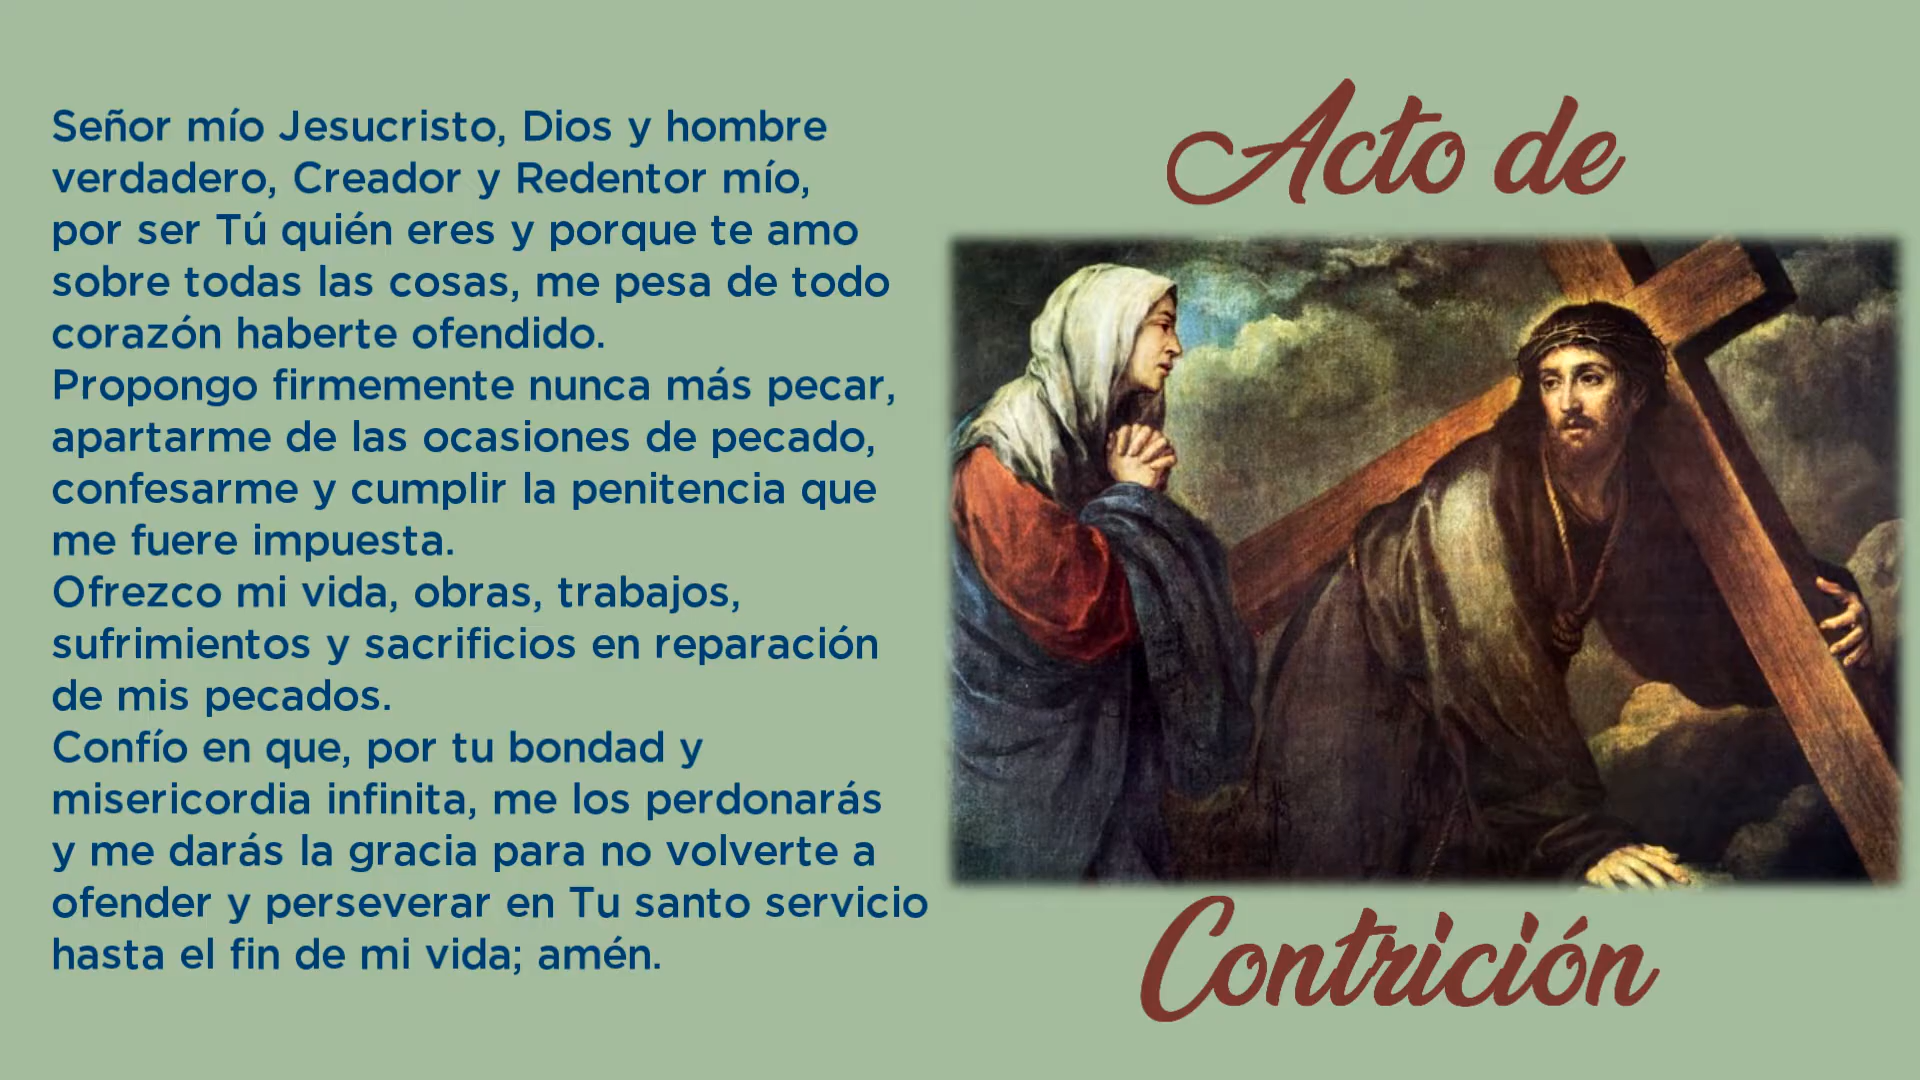 Señor mío Jesucristo, Dios y hombre
verdadero, Creador y Redentor mío,
por ser Tú quién eres y porque te amo
sobre todas las cosas, me pesa de todo
corazón haberte ofendido.
Propongo firmemente nunca más pecar,
apartarme de las ocasiones de pecado,
confesarme y cumplir la penitencia que
me fuere impuesta.
Ofrezco mi vida, obras, trabajos,
sufrimientos y sacrificios en reparación
de mis pecados.
Confío en que, por tu bondad y
misericordia infinita, me los perdonarás
y me darás la gracia para no volverte a
ofender y perseverar en Tu santo servicio
hasta el fin de mi vida; amén.
Acto de
Contrición